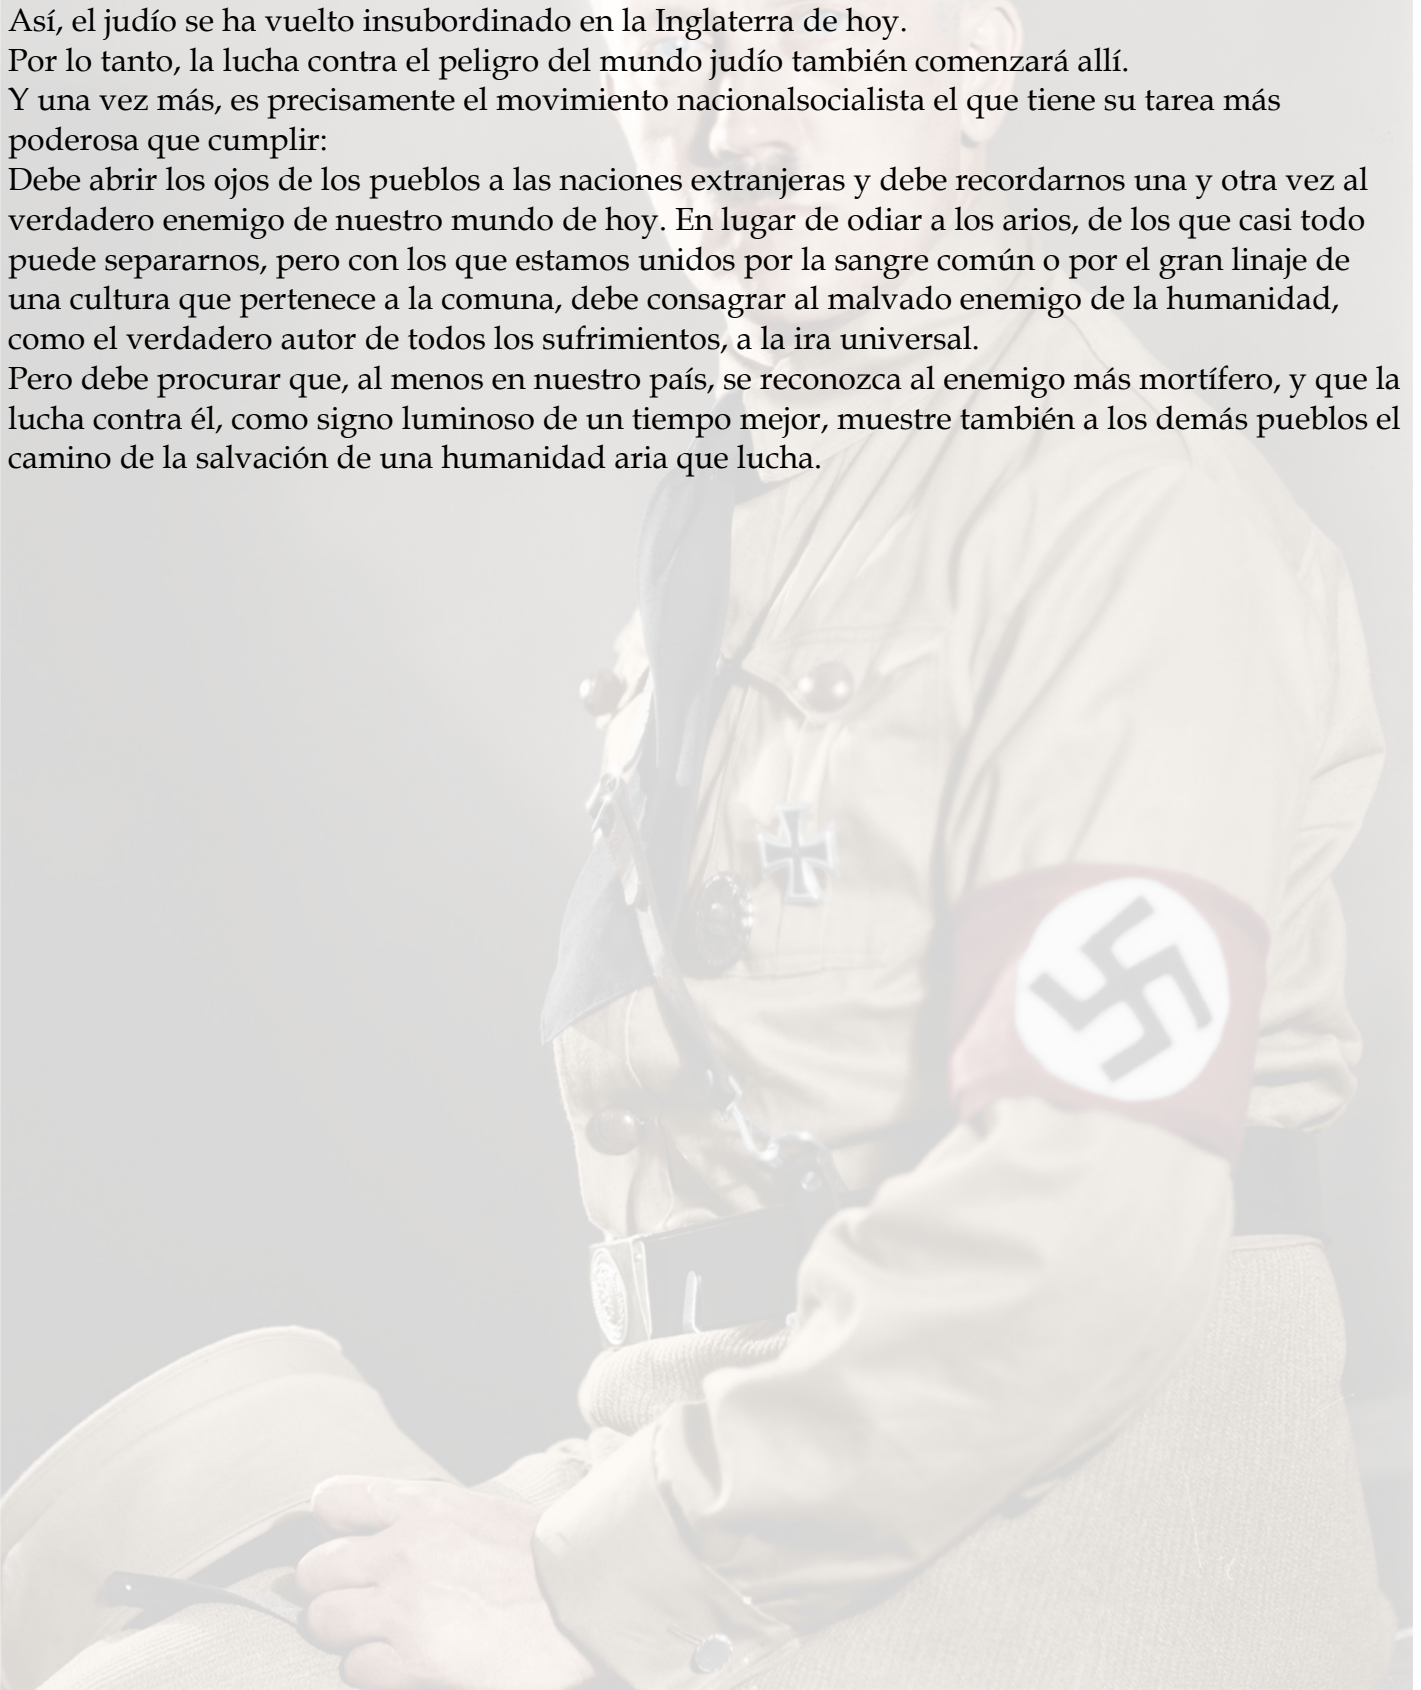 Así, el judío se ha vuelto insubordinado en la Inglaterra de hoy.
Por lo tanto, la lucha contra el peligro del mundo judío también comenzará allí.
Y una vez más, es precisamente el movimiento nacionalsocialista el que tiene su tarea más
poderosa que cumplir:
Debe abrir los ojos de los pueblos a las naciones extranjeras y debe recordarnos una y otra vez al
verdadero enemigo de nuestro mundo de hoy. En lugar de odiar a los arios, de los que casi todo
puede separarnos, pero con los que estamos unidos por la sangre común o por el gran linaje de
una cultura que pertenece a la comuna, debe consagrar al malvado enemigo de la humanidad,
como el verdadero autor de todos los sufrimientos, a la ira universal.
Pero debe procurar que, al menos en nuestro país, se reconozca al enemigo más mortífero, y que la
lucha contra él, como signo luminoso de un tiempo mejor, muestre también a los demás pueblos el
camino de la salvación de una humanidad aria que lucha.